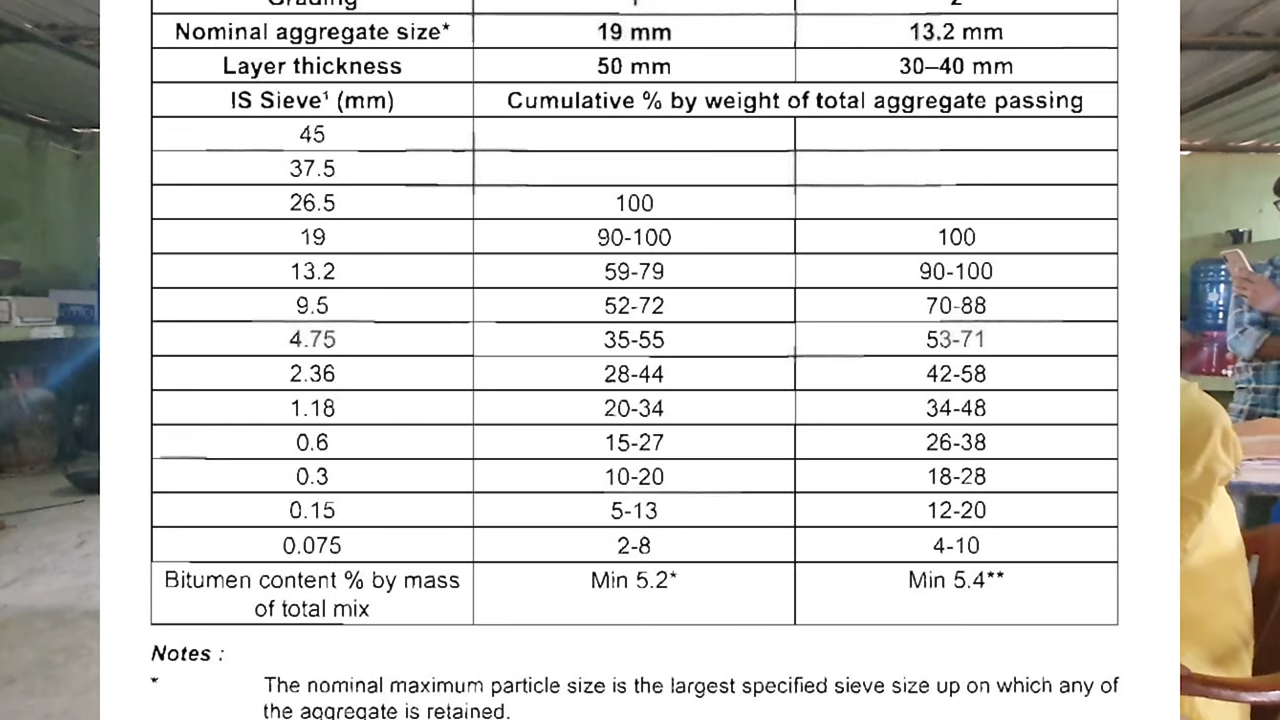 Nominal aggregate size* 19 mm 13.2 mm
Layer thickness 50 mm 30–40 mm
IS Sieve¹ (mm) Cumulative % by weight of total aggregate passing
45
37.5
26.5 100
19 90-100 100
13.2 59-79 90-100
9.5 52-72 70-88
4.75 35-55 53-71
2.36 28-44 42-58
1.18 20-34 34-48
0.6 15-27 26-38
0.3 10-20 18-28
0.15 5-13 12-20
0.075 2-8 4-10
Bitumen content % by mass Min 5.2* Min 5.4**
of total mix
Notes :
* The nominal maximum particle size is the largest specified sieve size up on which any of
the aggregate is retained.